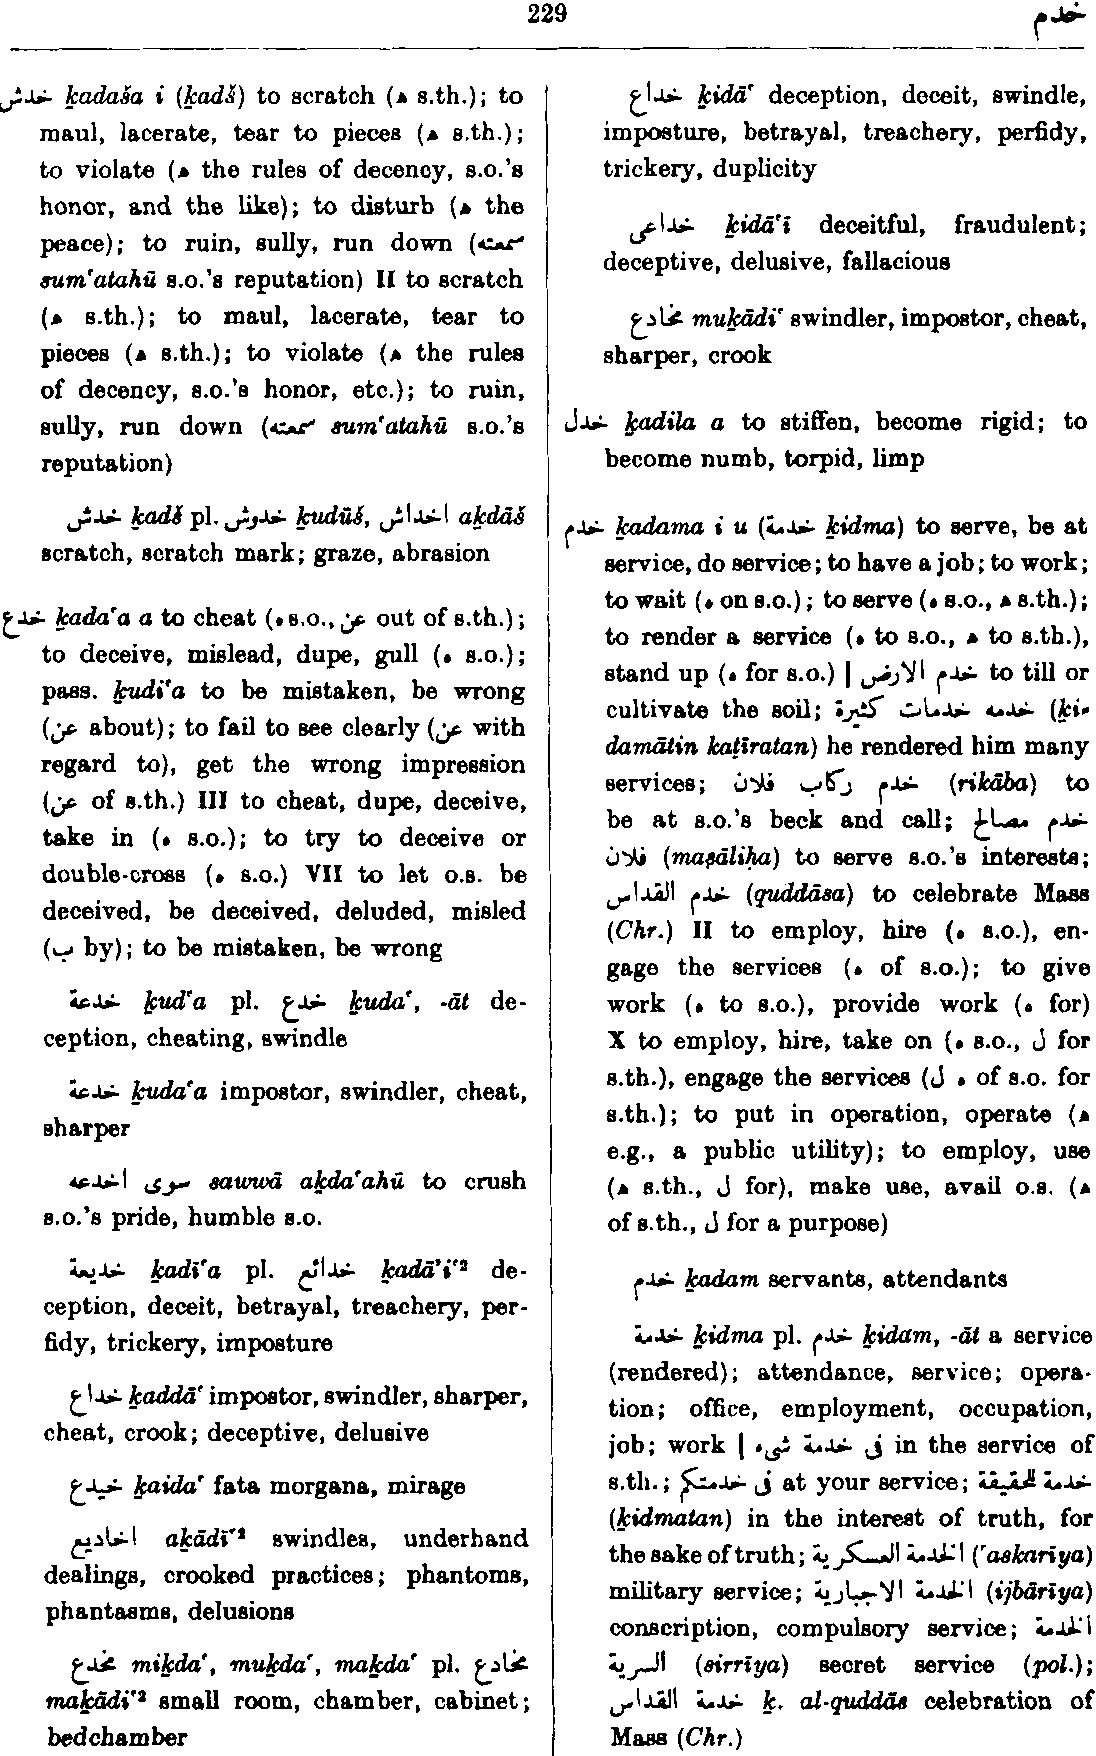 229
خدم
خدش ḵadaša i (ḵadš) to scratch (ه s.th.); to
maul, lacerate, tear to pieces (ه s.th.);
to violate (ه the rules of decency, s.o.'s
honor, and the like); to disturb (ه the
peace); to ruin, sully, run down (سمعته
sum‘atahū s.o.'s reputation) II to scratch
(ه s.th.); to maul, lacerate, tear to
pieces (ه s.th.); to violate (ه the rules
of decency, s.o.'s honor, etc.); to ruin,
sully, run down (سمعته sum‘atahū s.o.'s
reputation)
خدش ḵadš pl. خدوش ḵudūš, اخداش aḵdāš
scratch, scratch mark; graze, abrasion
خدع ḵada‘a a to cheat (ه s.o., عن out of s.th.);
to deceive, mislead, dupe, gull (ه s.o.);
pass. ḵudi‘a to be mistaken, be wrong
(عن about); to fail to see clearly (عن with
regard to), get the wrong impression
(عن of s.th.) III to cheat, dupe, deceive,
take in (ه s.o.); to try to deceive or
double-cross (ه s.o.) VII to let o.s. be
deceived, be deceived, deluded, misled
(ب by); to be mistaken, be wrong
خدعة ḵud‘a pl. خدع ḵuda‘, -āt de-
ception, cheating, swindle
خدعة ḵuda‘a impostor, swindler, cheat,
sharper
سوى اخدعه sawwā aḵda‘ahū to crush
s.o.'s pride, humble s.o.
خديعة ḵadī‘a pl. خدائع ḵadā’i‘² de-
ception, deceit, betrayal, treachery, per-
fidy, trickery, imposture
خداع ḵaddā‘ impostor, swindler, sharper,
cheat, crook; deceptive, delusive
خيدع ḵaida‘ fata morgana, mirage
اخاديع aḵādī‘² swindles, underhand
dealings, crooked practices; phantoms,
phantasms, delusions
مخدع miḵda‘, muḵda‘, maḵda‘ pl. مخادع
maḵādi‘² small room, chamber, cabinet;
bedchamber
خداع ḵidā‘ deception, deceit, swindle,
imposture, betrayal, treachery, perfidy,
trickery, duplicity
خداعى ḵidā‘ī deceitful, fraudulent;
deceptive, delusive, fallacious
مخادع muḵādi‘ swindler, impostor, cheat,
sharper, crook
خدل ḵadila a to stiffen, become rigid; to
become numb, torpid, limp
خدم ḵadama i u (خدمة ḵidma) to serve, be at
service, do service; to have a job; to work;
to wait (ه on s.o.); to serve (ه s.o., ه s.th.);
to render a service (ه to s.o., ه to s.th.),
stand up (ه for s.o.) | خدم الارض to till or
cultivate the soil; خدمه خدمات كثيرة (ḵi-
damātin kaṯīratan) he rendered him many
services; خدم ركاب فلان (rikāba) to
be at s.o.'s beck and call; خدم مصالح
فلان (maṣāliḥa) to serve s.o.'s interests;
خدم القداس (quddāsa) to celebrate Mass
(Chr.) II to employ, hire (ه s.o.), en-
gage the services (ه of s.o.); to give
work (ه to s.o.), provide work (ه for)
X to employ, hire, take on (ه s.o., ل for
s.th.), engage the services (ه ل of s.o. for
s.th.); to put in operation, operate (ه
e.g., a public utility); to employ, use
(ه s.th., ل for), make use, avail o.s. (ه
of s.th., ل for a purpose)
خدم ḵadam servants, attendants
خدمة ḵidma pl. خدم ḵidam, -āt a service
(rendered); attendance, service; opera-
tion; office, employment, occupation,
job; work | فى خدمة شىء in the service of
s.th.; فى خدمتكم at your service; خدمة للحقيقة
(ḵidmatan) in the interest of truth, for
the sake of truth; الخدمة العسكرية (‘askarīya)
military service; الخدمة الاجبارية (ijbārīya)
conscription, compulsory service; الخدمة
السرية (sirrīya) secret service (pol.);
خدمة القداس ḵ. al-quddās celebration of
Mass (Chr.)